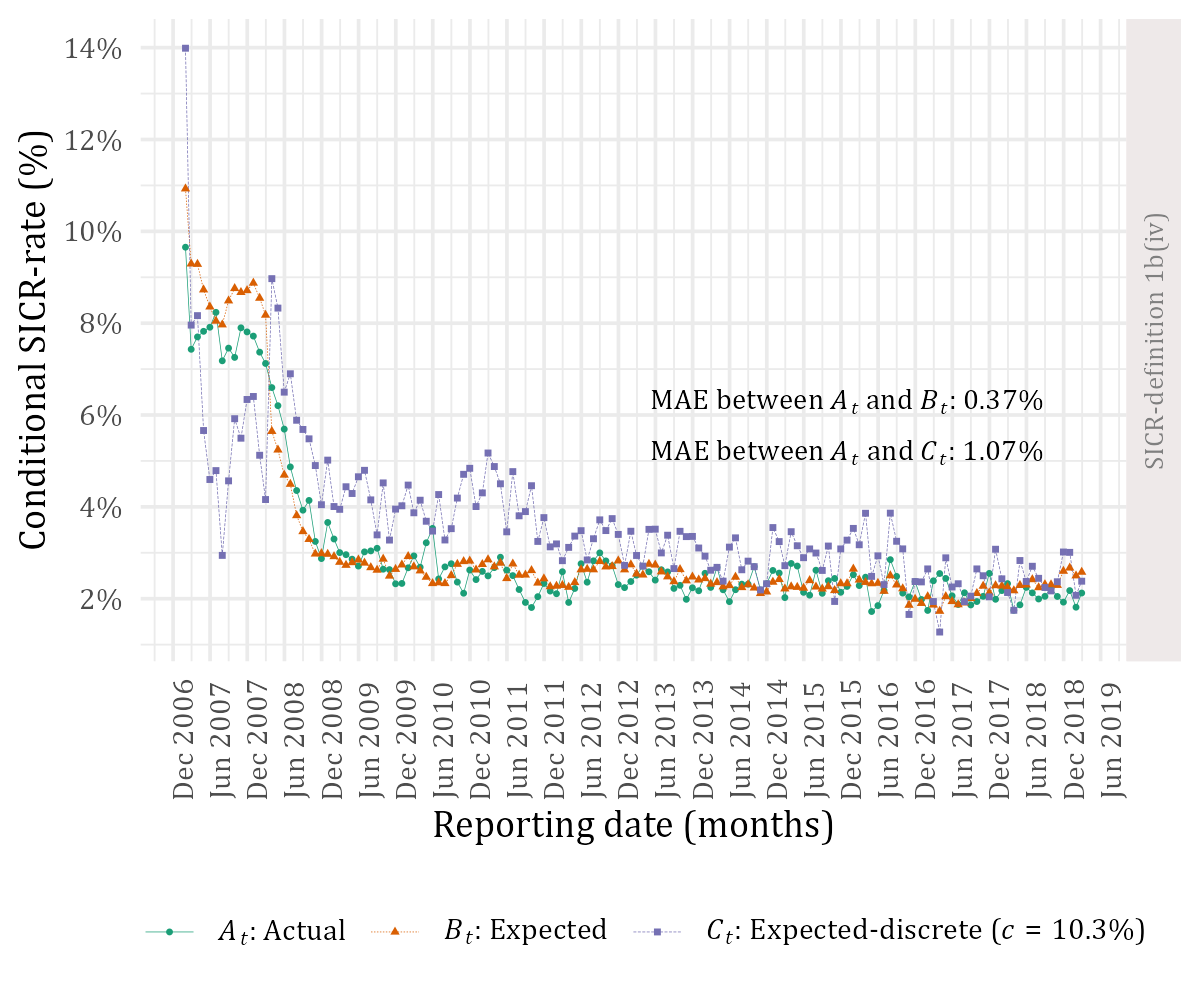 Conditional SICR-rate (%)
14%
12%
10%
8%
6%
4%
2%
MAE between A_t and B_t: 0.37%
MAE between A_t and C_t: 1.07%
SICR-definition 1b(iv)
Dec 2006
Jun 2007
Dec 2007
Jun 2008
Dec 2008
Jun 2009
Dec 2009
Jun 2010
Dec 2010
Jun 2011
Dec 2011
Jun 2012
Dec 2012
Jun 2013
Dec 2013
Jun 2014
Dec 2014
Jun 2015
Dec 2015
Jun 2016
Dec 2016
Jun 2017
Dec 2017
Jun 2018
Dec 2018
Jun 2019
Reporting date (months)
A_t: Actual B_t: Expected C_t: Expected-discrete (c = 10.3%)